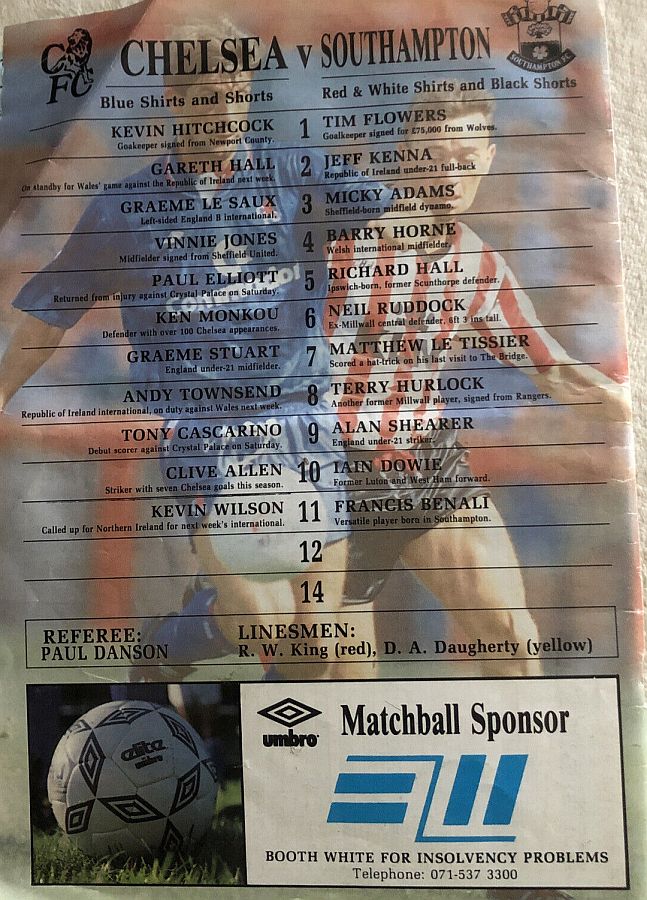 CHELSEA v SOUTHAMPTON
CFC
SOUTHAMPTON FC
Blue Shirts and Shorts
Red & White Shirts and Black Shorts
KEVIN HITCHCOCK 1 TIM FLOWERS
Goakeeper signed from Newport County. Goalkeeper signed for £75,000 from Wolves.
GARETH HALL 2 JEFF KENNA
On standby for Wales' game against the Republic of Ireland next week. Republic of Ireland under-21 full-back
GRAEME LE SAUX 3 MICKY ADAMS
Left-sided England B international. Sheffield-born midfield dynamo.
VINNIE JONES 4 BARRY HORNE
Midfielder signed from Sheffield United. Welsh international midfielder.
PAUL ELLIOTT 5 RICHARD HALL
Returned from injury against Crystal Palace on Saturday. Ipswich-born, former Scunthorpe defender.
KEN MONKOU 6 NEIL RUDDOCK
Defender with over 100 Chelsea appearances. Ex-Millwall central defender, 6ft 3 ins tall.
GRAEME STUART 7 MATTHEW LE TISSIER
England under-21 midfielder. Scored a hat-trick on his last visit to The Bridge.
ANDY TOWNSEND 8 TERRY HURLOCK
Republic of Ireland international, on duty against Wales next week. Another former Millwall player, signed from Rangers.
TONY CASCARINO 9 ALAN SHEARER
Debut scorer against Crystal Palace on Saturday. England under-21 striker.
CLIVE ALLEN 10 IAIN DOWIE
Striker with seven Chelsea goals this season. Former Luton and West Ham forward.
KEVIN WILSON 11 FRANCIS BENALI
Called up for Northern Ireland for next week's international. Versatile player born in Southampton.
12
14
REFEREE: LINESMEN:
PAUL DANSON R. W. King (red), D. A. Daugherty (yellow)
elite
umbro
umbro
Matchball Sponsor
BOOTH WHITE FOR INSOLVENCY PROBLEMS
Telephone: 071-537 3300